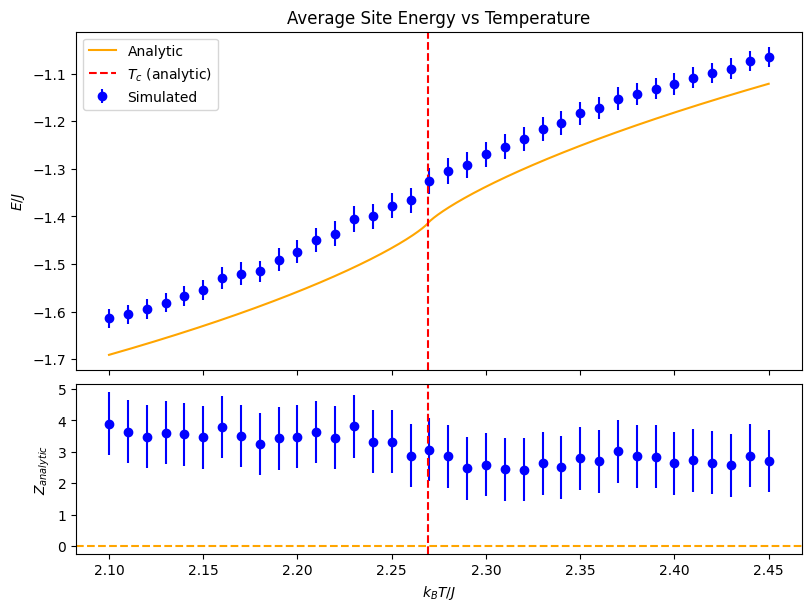 Average Site Energy vs Temperature
Analytic
T_c (analytic)
Simulated
E/J
−1.1
−1.2
−1.3
−1.4
−1.5
−1.6
−1.7
Z_analytic
5
4
3
2
1
0
2.10 2.15 2.20 2.25 2.30 2.35 2.40 2.45
k_BT/J